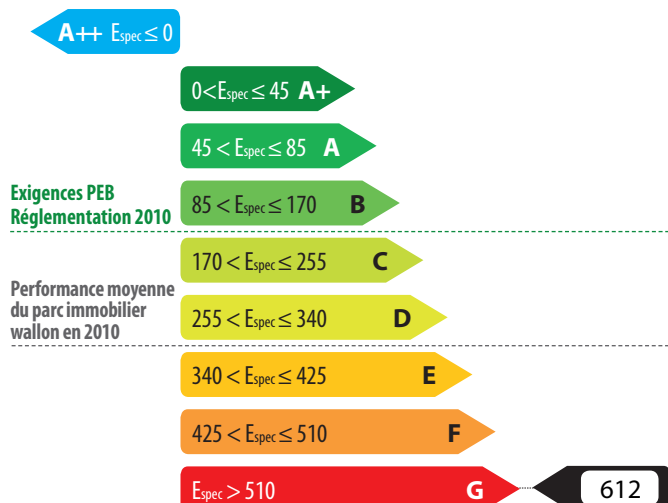 A++ Espec ≤ 0
0<Espec ≤ 45 A+
45 < Espec ≤ 85 A
Exigences PEB
Réglementation 2010
85 < Espec ≤ 170 B
170 < Espec ≤ 255 C
Performance moyenne
du parc immobilier
wallon en 2010
255 < Espec ≤ 340 D
340 < Espec ≤ 425 E
425 < Espec ≤ 510 F
Espec > 510 G 612